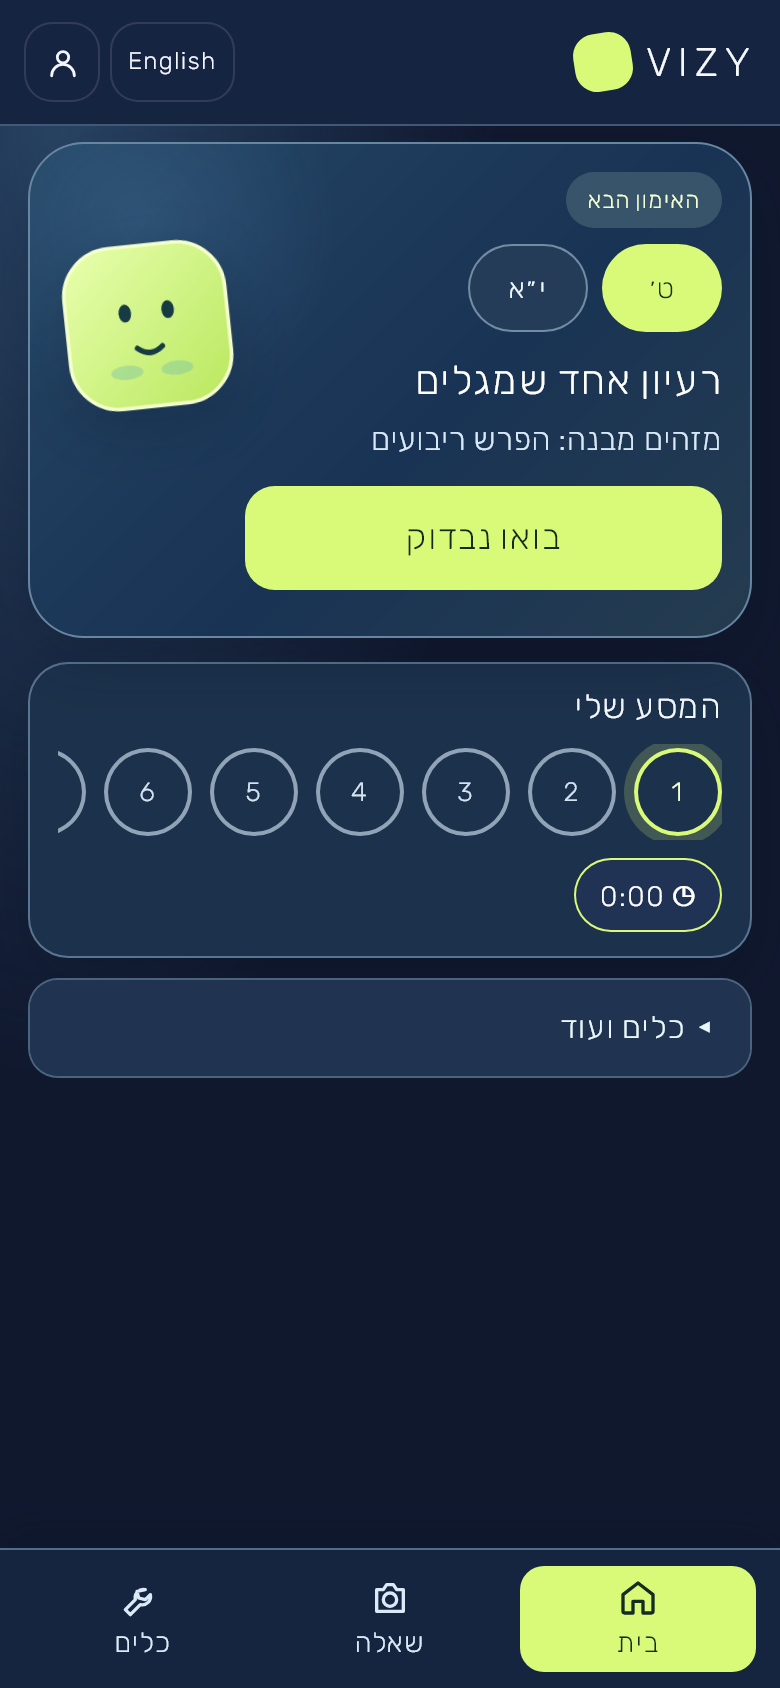 VIZY
English
האימון הבא
ט׳
י״א
רעיון אחד שמגלים
מזהים מבנה: הפרש ריבועים
בואו נבדוק
המסע שלי
1 2 3 4 5 6
0:00
כלים ועוד
בית
שאלה
כלים